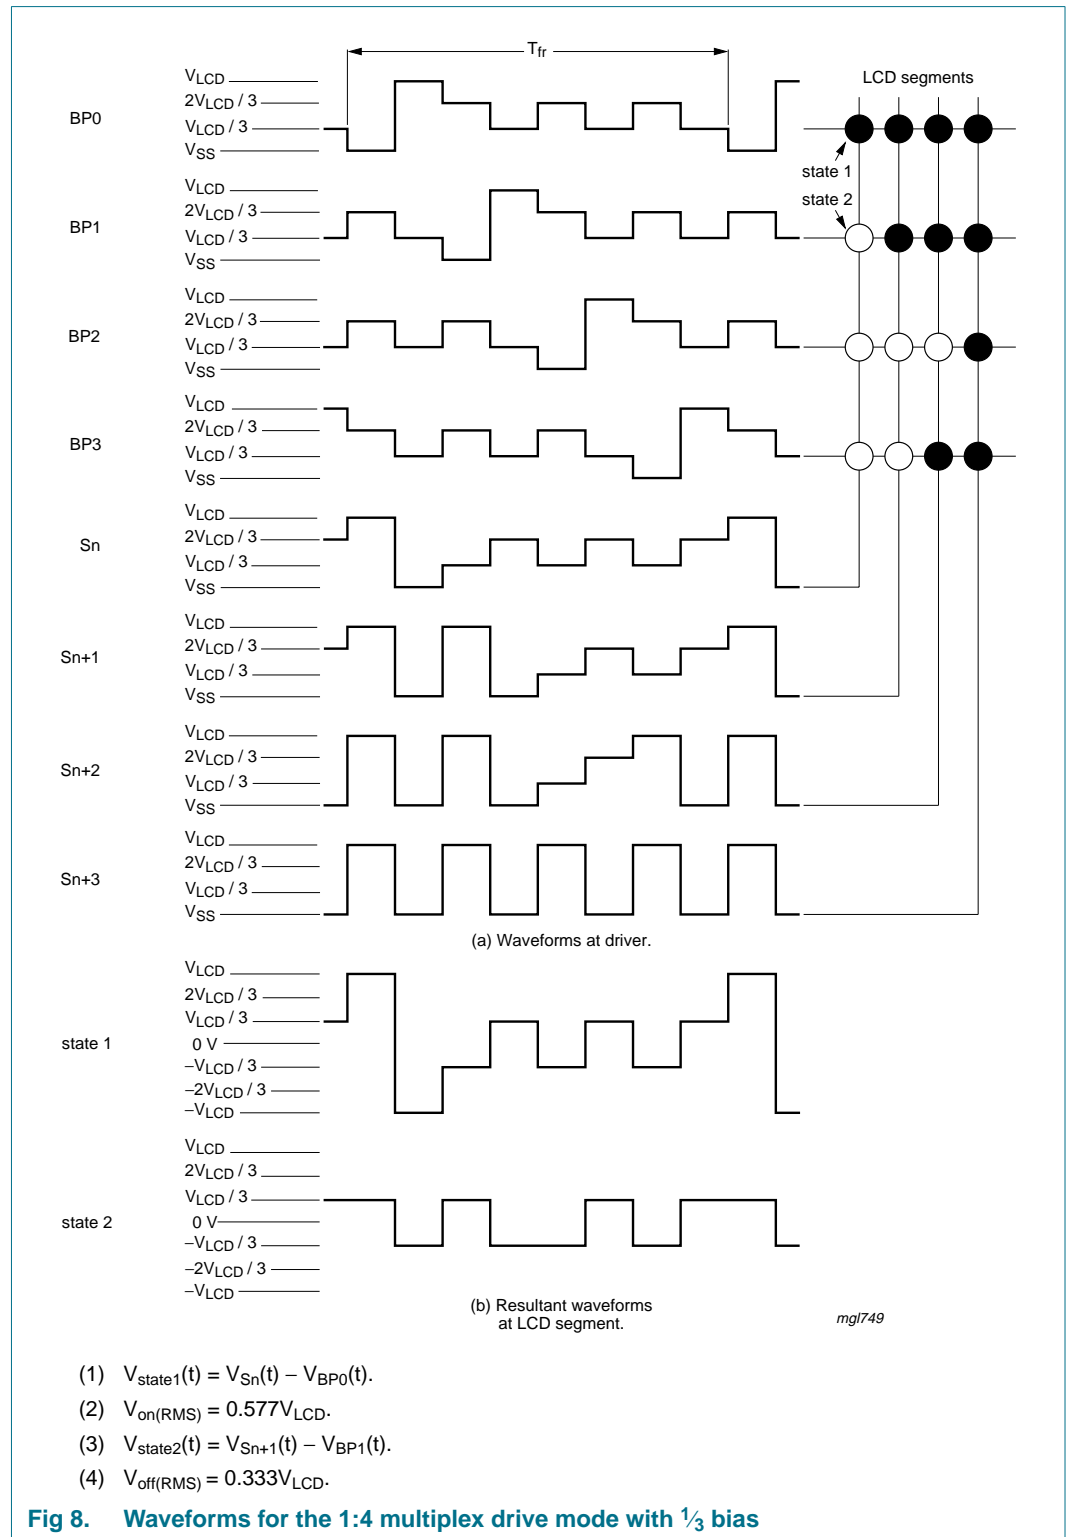 Tfr
LCD segments
BP0
VLCD
2VLCD / 3
VLCD / 3
VSS
state 1
state 2
BP1
VLCD
2VLCD / 3
VLCD / 3
VSS
BP2
VLCD
2VLCD / 3
VLCD / 3
VSS
BP3
VLCD
2VLCD / 3
VLCD / 3
VSS
Sn
VLCD
2VLCD / 3
VLCD / 3
VSS
Sn+1
VLCD
2VLCD / 3
VLCD / 3
VSS
Sn+2
VLCD
2VLCD / 3
VLCD / 3
VSS
Sn+3
VLCD
2VLCD / 3
VLCD / 3
VSS
(a) Waveforms at driver.
state 1
VLCD
2VLCD / 3
VLCD / 3
0 V
−VLCD / 3
−2VLCD / 3
−VLCD
state 2
VLCD
2VLCD / 3
VLCD / 3
0 V
−VLCD / 3
−2VLCD / 3
−VLCD
(b) Resultant waveforms
at LCD segment.
mgl749
(1) Vstate1(t) = VSn(t) − VBP0(t).
(2) Von(RMS) = 0.577VLCD.
(3) Vstate2(t) = VSn+1(t) − VBP1(t).
(4) Voff(RMS) = 0.333VLCD.
Fig 8. Waveforms for the 1:4 multiplex drive mode with 1⁄3 bias